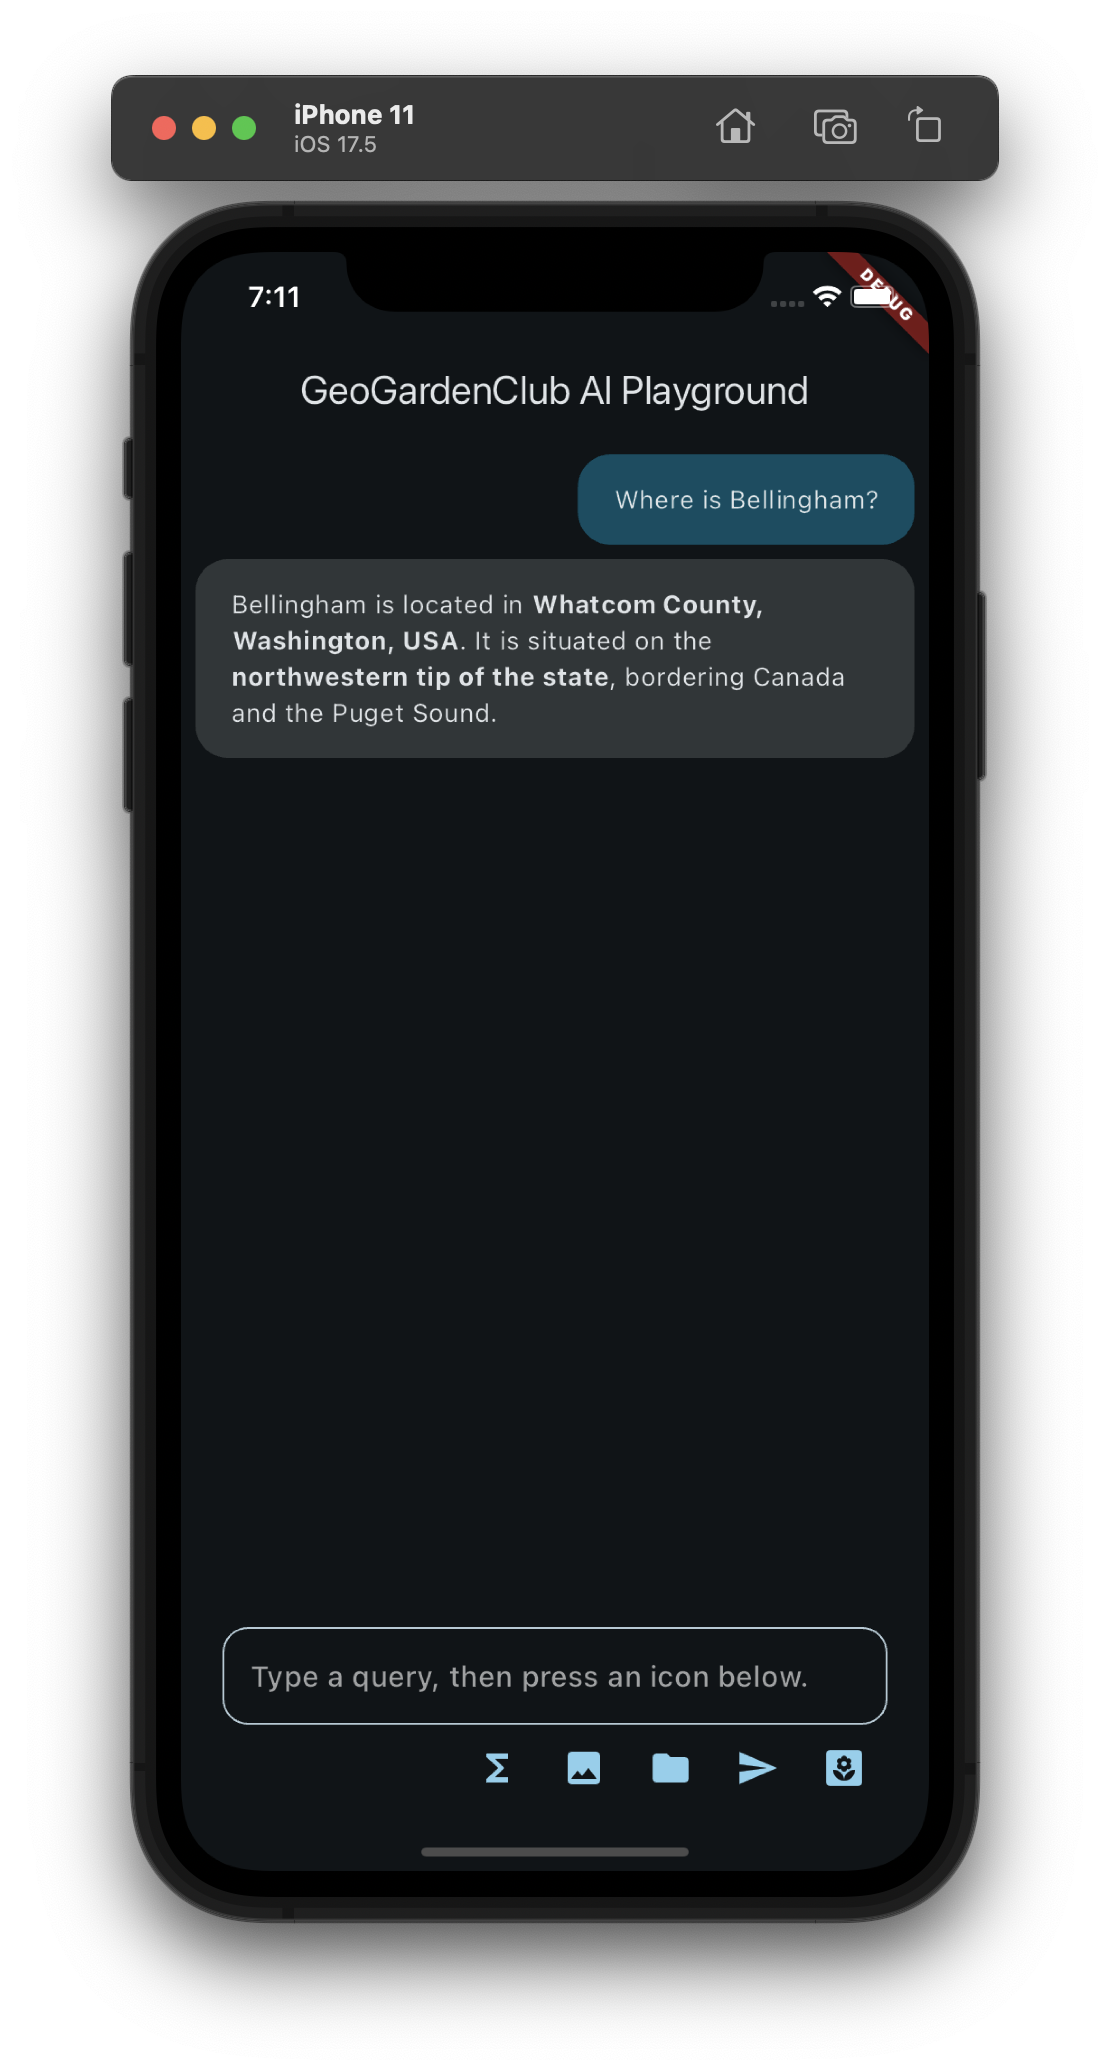 iPhone 11
iOS 17.5
7:11
DEBUG
GeoGardenClub AI Playground
Where is Bellingham?
Bellingham is located in Whatcom County,
Washington, USA. It is situated on the
northwestern tip of the state, bordering Canada
and the Puget Sound.
Type a query, then press an icon below.